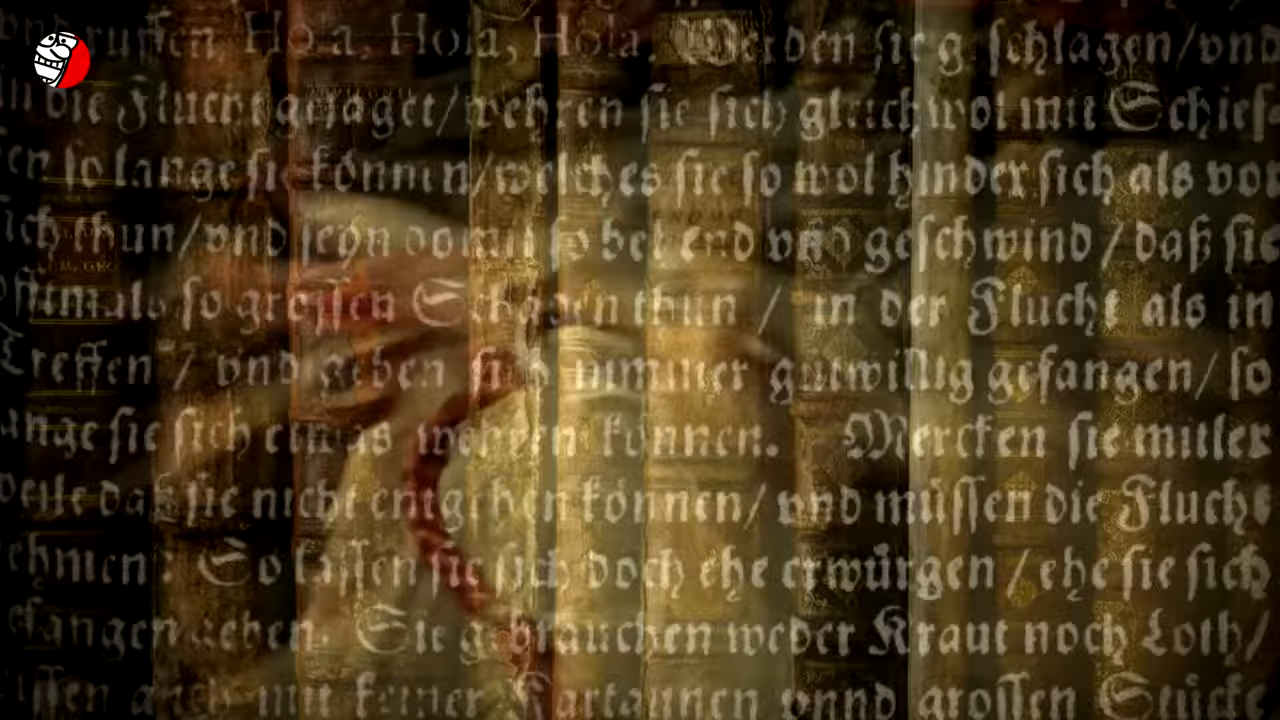 ruffen Hola, Hola, Hola. Werden sie g schlagen/vnd
die Flucht gejaget/wehren sie sich gleichwol mit Schies-
so lange sie können/welches sie so wol hinder sich als vor
sich thun/vnd seyn so behend vnd geschwind/daß sie
offtmals so grossen Schaden thun / in der Flucht als in
Treffen / vnd geben sich nimmer gutwillig gefangen/ so
lange sie sich etwas wehren können. Mercken sie mitler
weile daß sie nicht entgehen können/ vnd müssen die Flucht
nehmen: So lassen sie sich doch ehe erwürgen / ehe sie sich
gefangen geben. Sie gebrauchen weder Kraut noch Loth/
mit keiner Kartaunen vnnd grossen Stücke